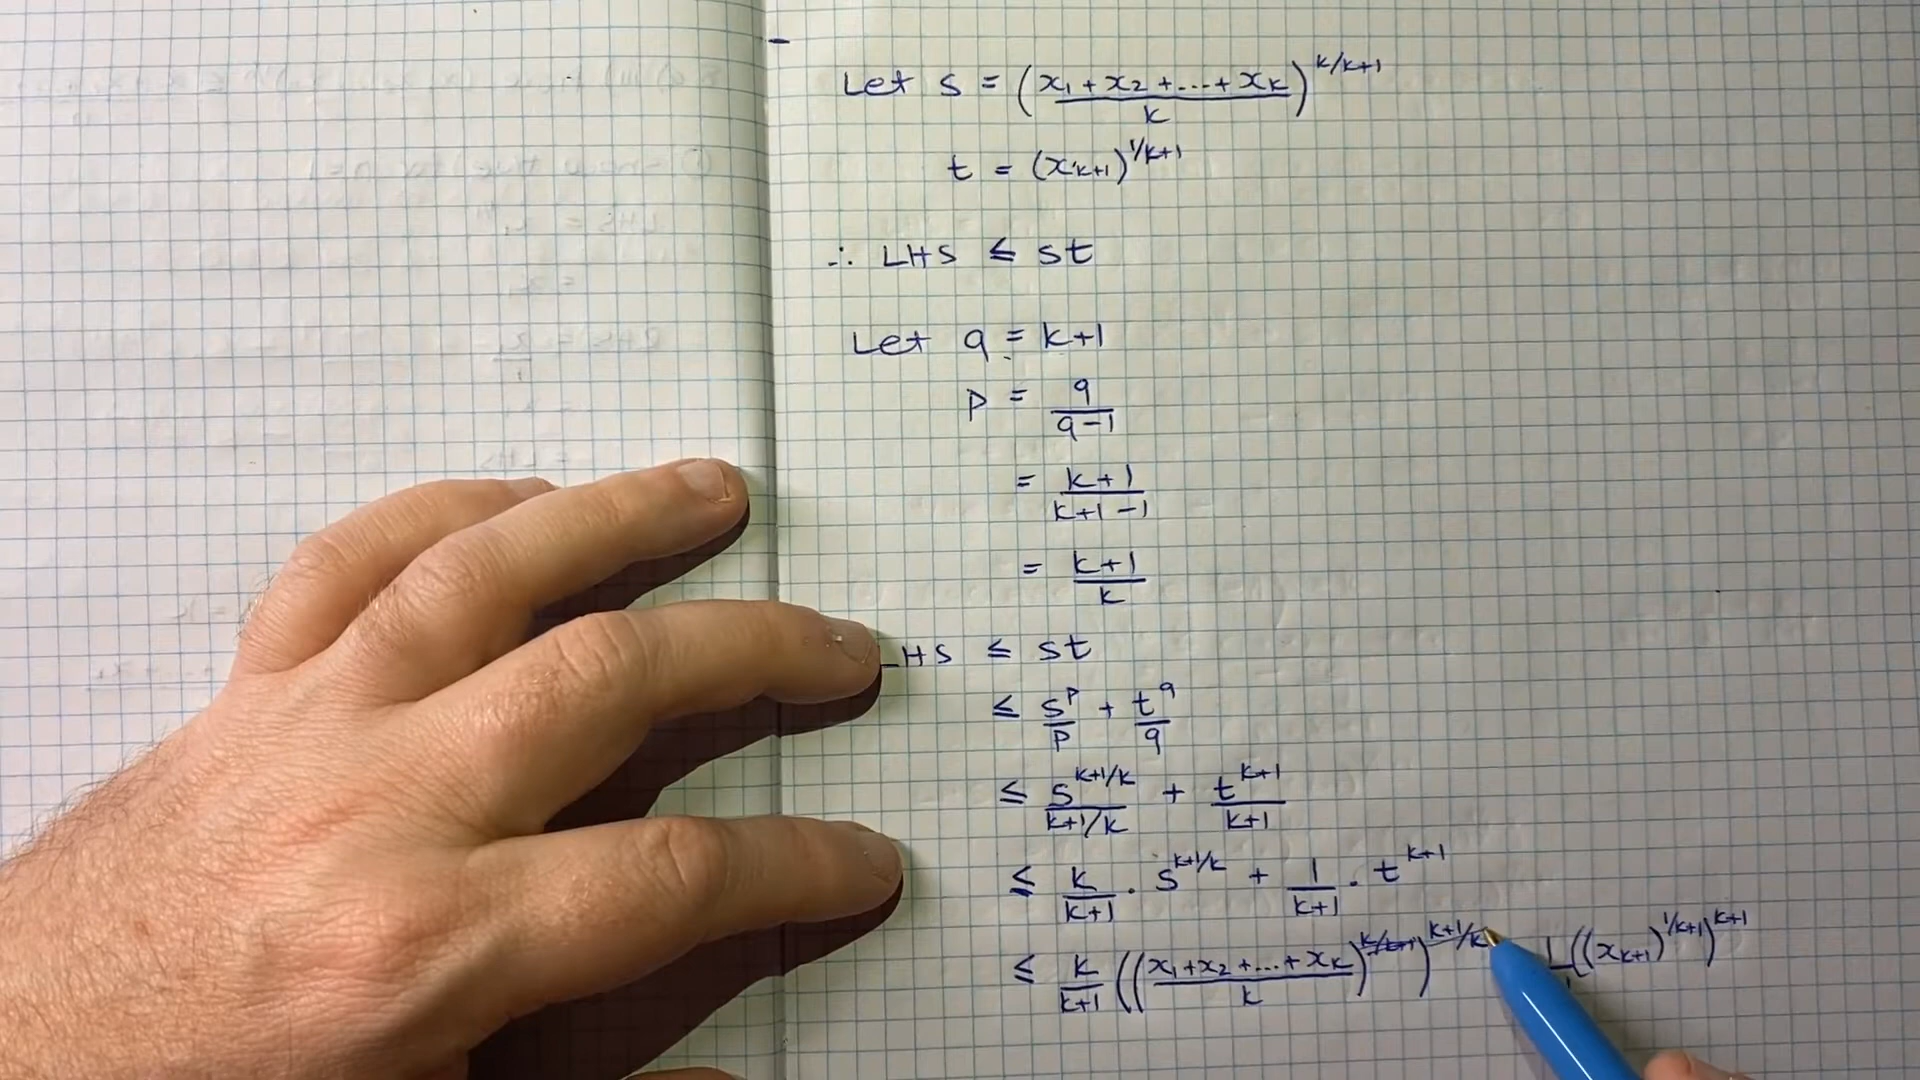 Let s = (x₁ + x₂ + ... + xₖ / k)^k/k+1
t = (xₖ₊₁)^1/k+1
∴ LHS ≤ st
Let q = k+1
p = q / q-1
= k+1 / k+1-1
= k+1 / k
LHS ≤ st
≤ s^p / p + t^q / q
≤ s^k+1/k / k+1/k + t^k+1 / k+1
≤ k / k+1 . s^k+1/k + 1 / k+1 . t^k+1
≤ k / k+1 ((x₁+x₂+...+xₖ / k)^k/k+1)^k+1/k 1 ((xₖ₊₁)^1/k+1)^k+1